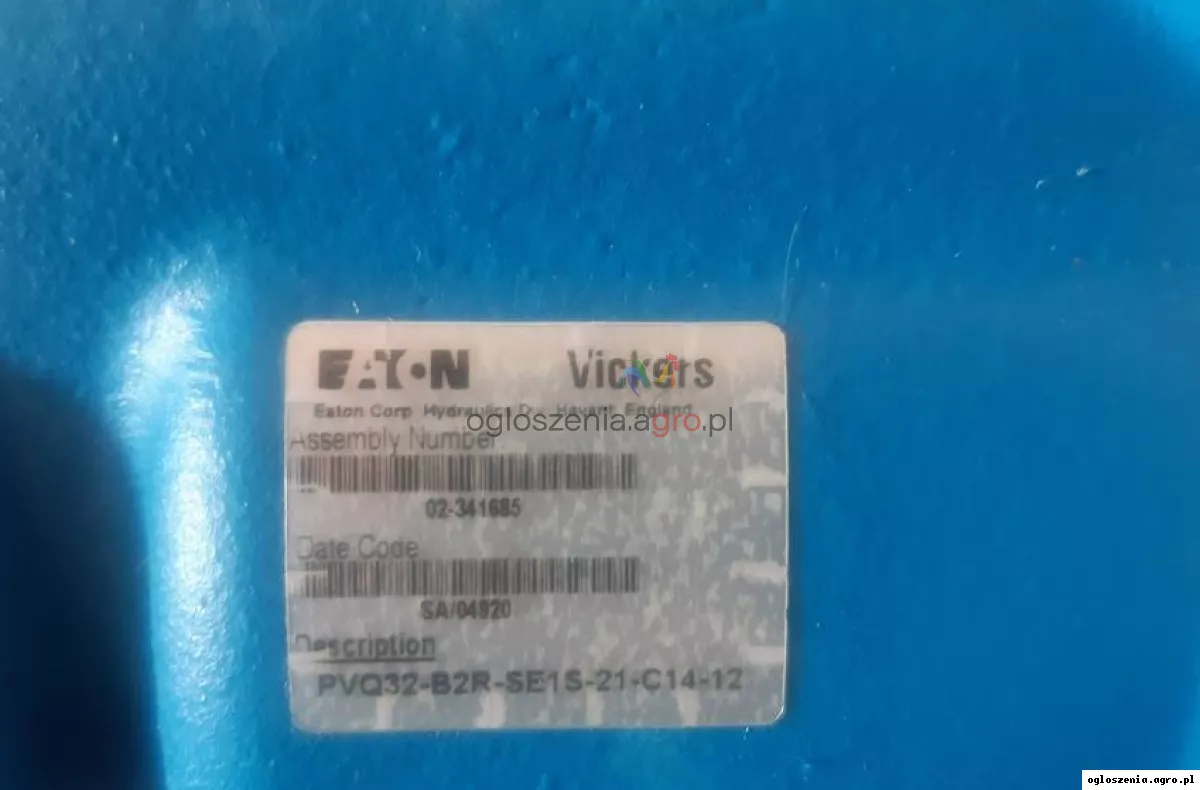 EATON Vickers
Eaton Corp Hydraulics Div Havant, England
ogloszenia.agro.pl
Assembly Number
02-341685
Date Code
SA/04920
Description
PVQ32-B2R-SE1S-21-C14-12
ogloszenia.agro.pl